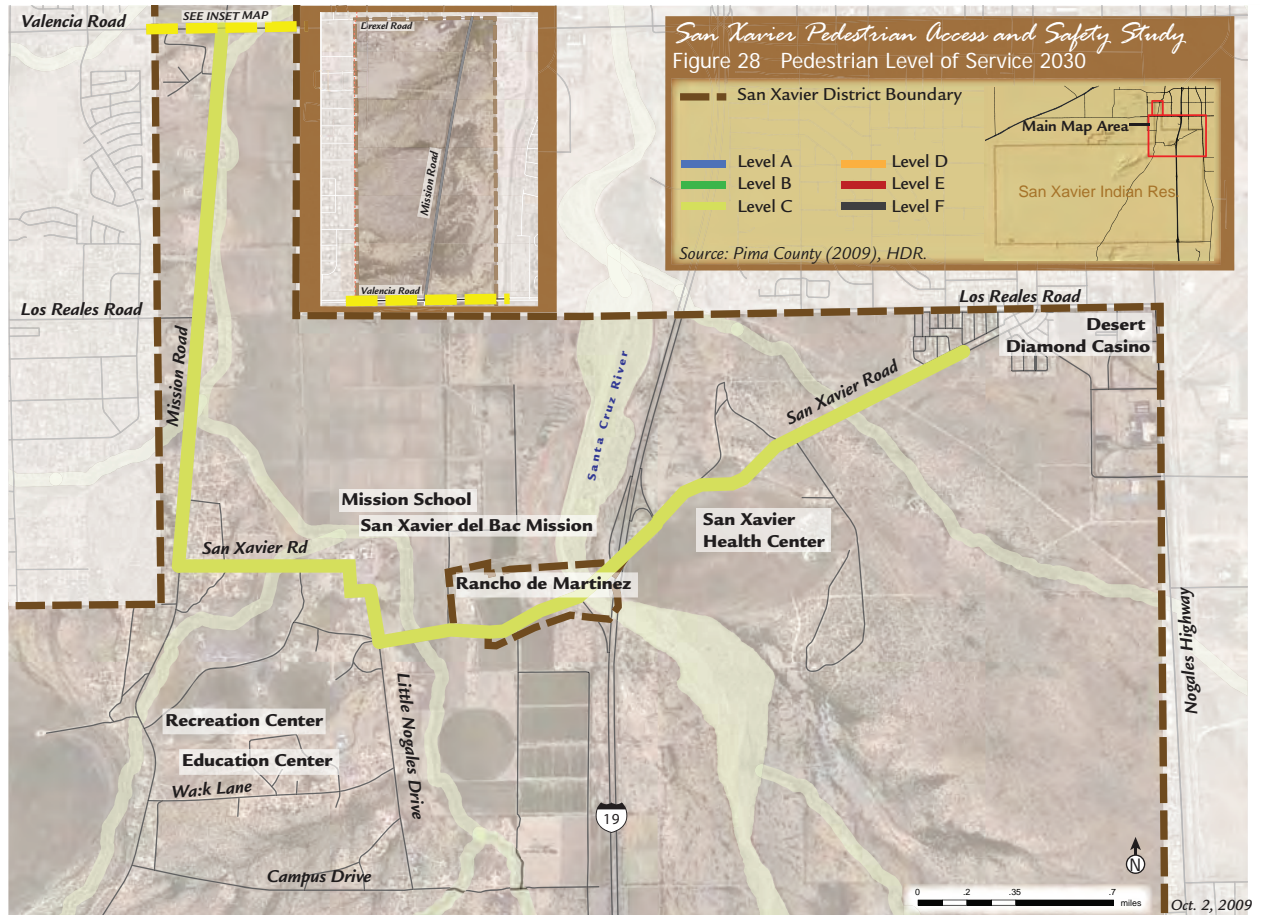 Valencia Road
SEE INSET MAP
Drexel Road
Mission Road
Valencia Road
San Xavier Pedestrian Access and Safety Study
Figure 28 Pedestrian Level of Service 2030
San Xavier District Boundary
Main Map Area
Level A
Level B
Level C
Level D
Level E
Level F
San Xavier Indian Res
Source: Pima County (2009), HDR.
Los Reales Road
Los Reales Road
Desert
Diamond Casino
Mission Road
Santa Cruz River
San Xavier Road
Mission School
San Xavier del Bac Mission
San Xavier
Health Center
San Xavier Rd
Rancho de Martinez
Nogales Highway
Little Nogales Drive
Recreation Center
Education Center
Wa:k Lane
19
Campus Drive
N
0 .2 .35 .7
miles
Oct. 2, 2009